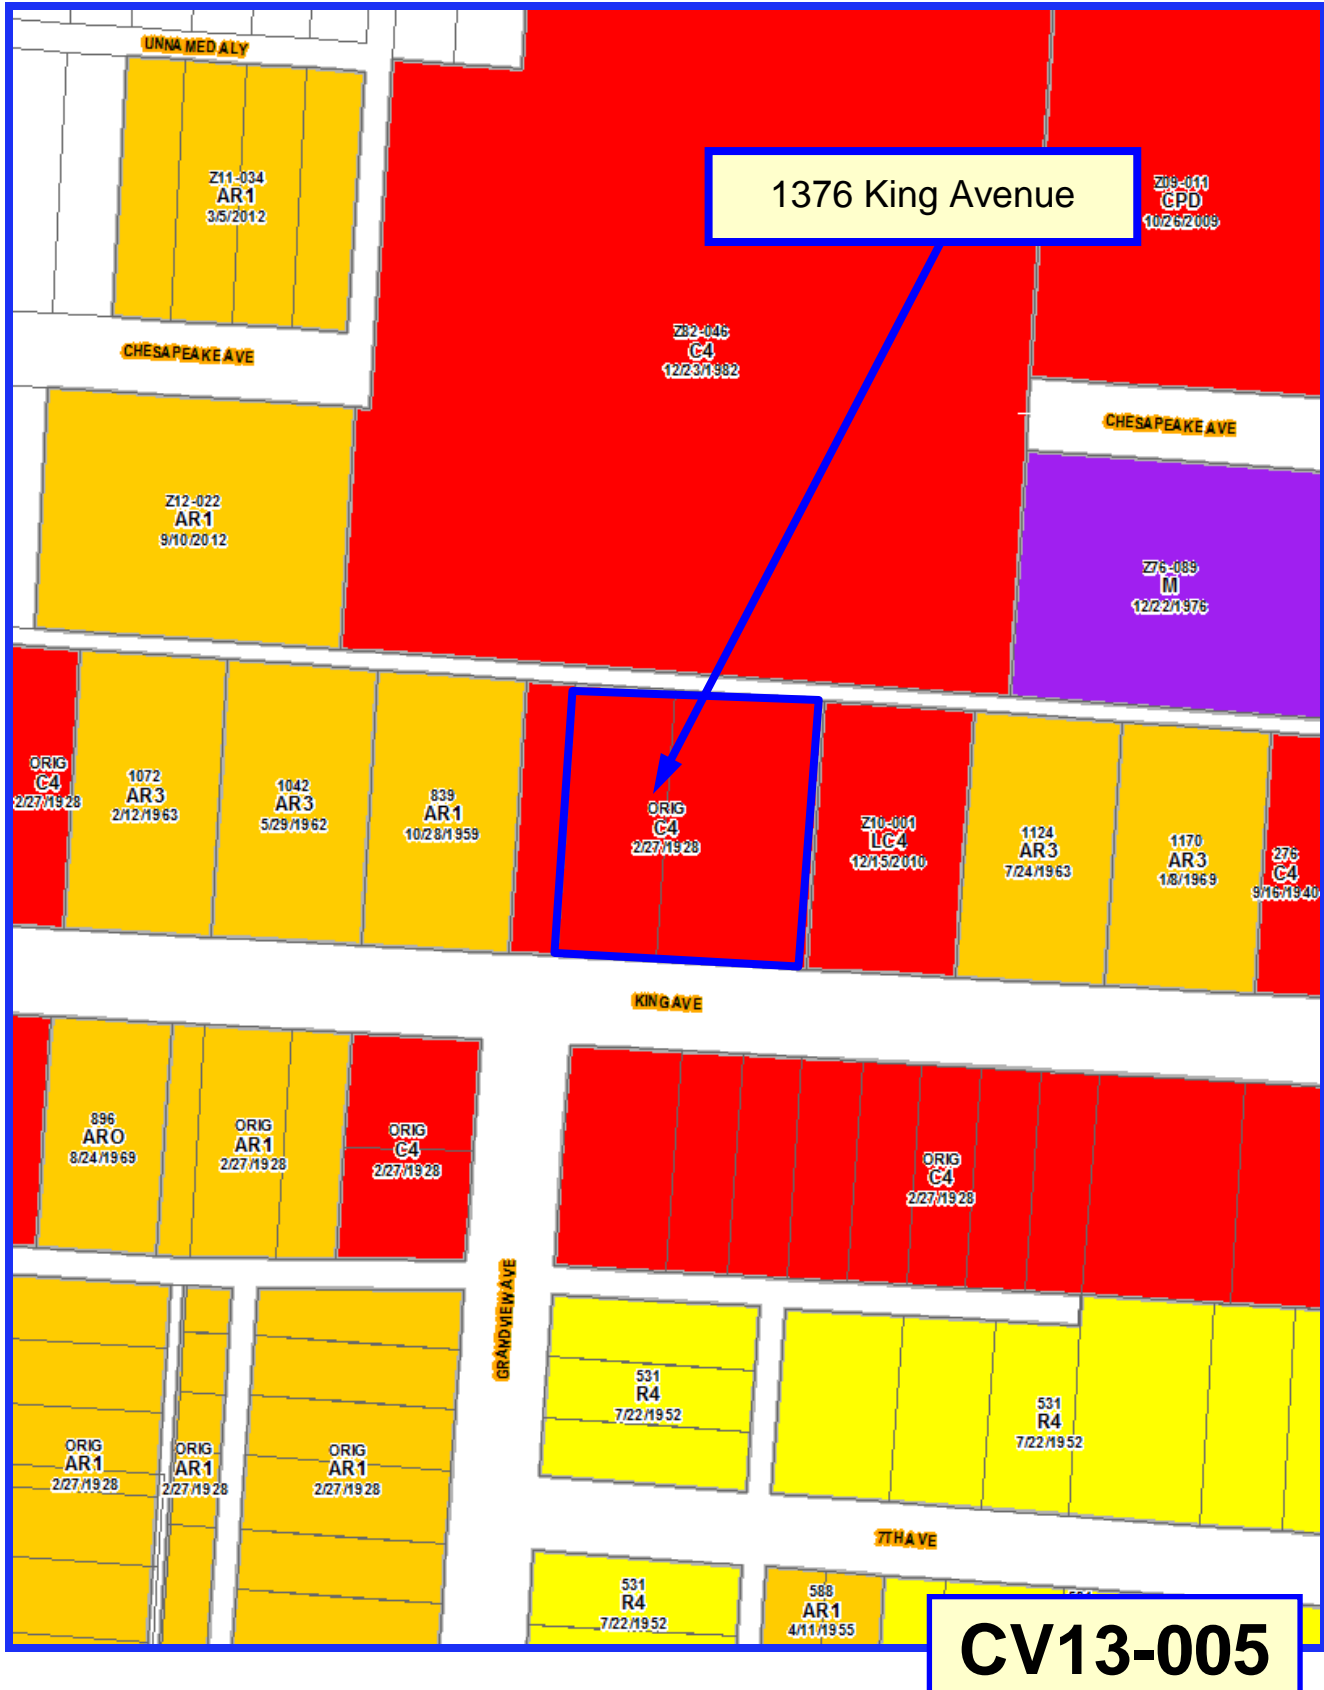 UNNAMED ALY
Z11-034
AR1
3/5/2012
1376 King Avenue
Z09-011
CPD
10/26/2009
CHESAPEAKE AVE
Z82-046
C4
12/23/1982
CHESAPEAKE AVE
Z12-022
AR1
9/10/2012
Z76-089
M
12/22/1976
ORIG
C4
2/27/1928
1072
AR3
2/12/1963
1042
AR3
5/29/1962
839
AR1
10/28/1959
ORIG
C4
2/27/1928
Z10-001
LC4
12/15/2010
1124
AR3
7/24/1963
1170
AR3
1/8/1969
276
C4
9/16/1940
KING AVE
896
ARO
8/24/1969
ORIG
AR1
2/27/1928
ORIG
C4
2/27/1928
ORIG
C4
2/27/1928
GRANDVIEW AVE
531
R4
7/22/1952
531
R4
7/22/1952
ORIG
AR1
2/27/1928
ORIG
AR1
2/27/1928
ORIG
AR1
2/27/1928
7TH AVE
531
R4
7/22/1952
588
AR1
4/11/1955
CV13-005